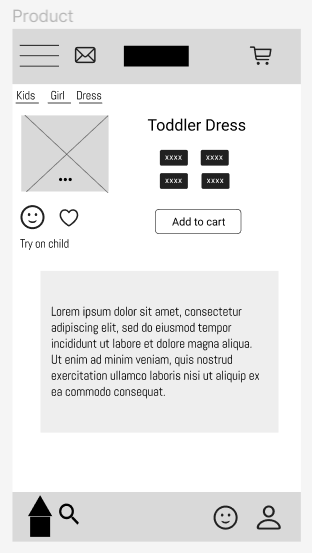 Product
Kids Girl Dress
Toddler Dress
xxxx xxxx
xxxx xxxx
Add to cart
Try on child
Lorem ipsum dolor sit amet, consectetur
adipiscing elit, sed do eiusmod tempor
incididunt ut labore et dolore magna aliqua.
Ut enim ad minim veniam, quis nostrud
exercitation ullamco laboris nisi ut aliquip ex
ea commodo consequat.